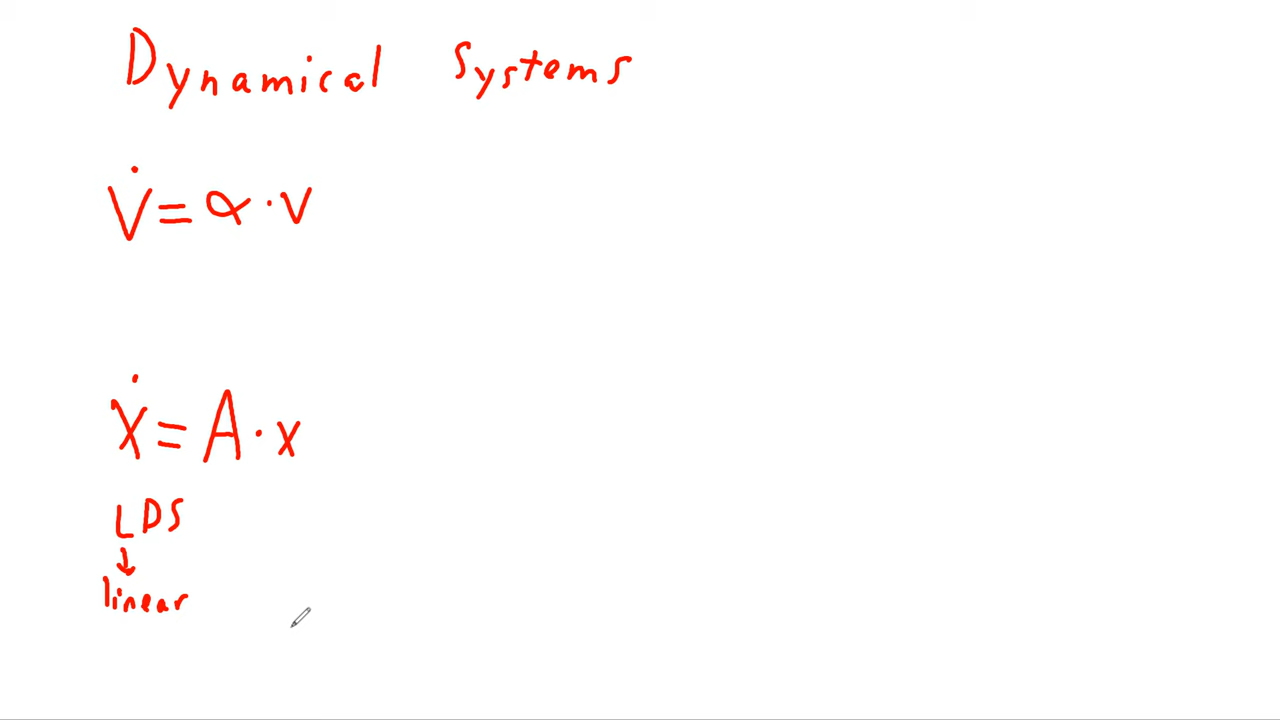 Dynamical Systems
V̇ = α · v
Ẋ = A · x
LDS
↓
linear